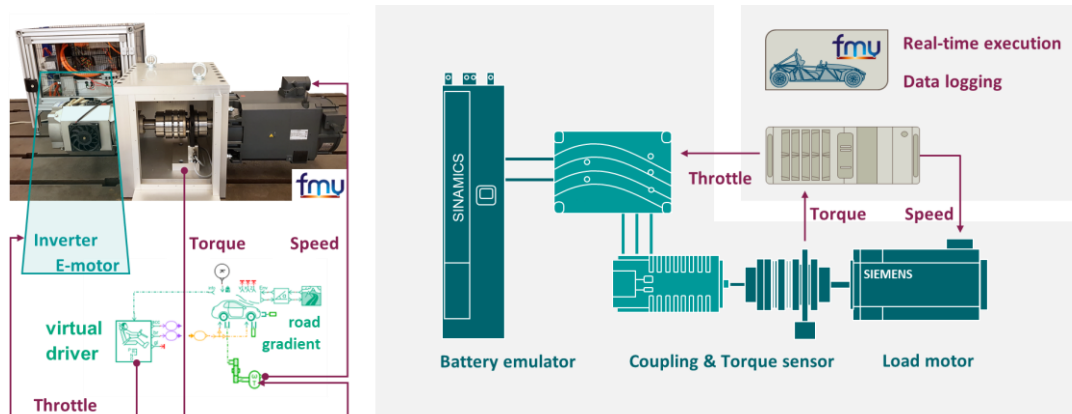 fmu
Inverter
E-motor
Torque
Speed
virtual
driver
road
gradient
Throttle
fmu
Real-time execution
Data logging
SINAMICS
Throttle
Torque
Speed
SIEMENS
Battery emulator
Coupling & Torque sensor
Load motor